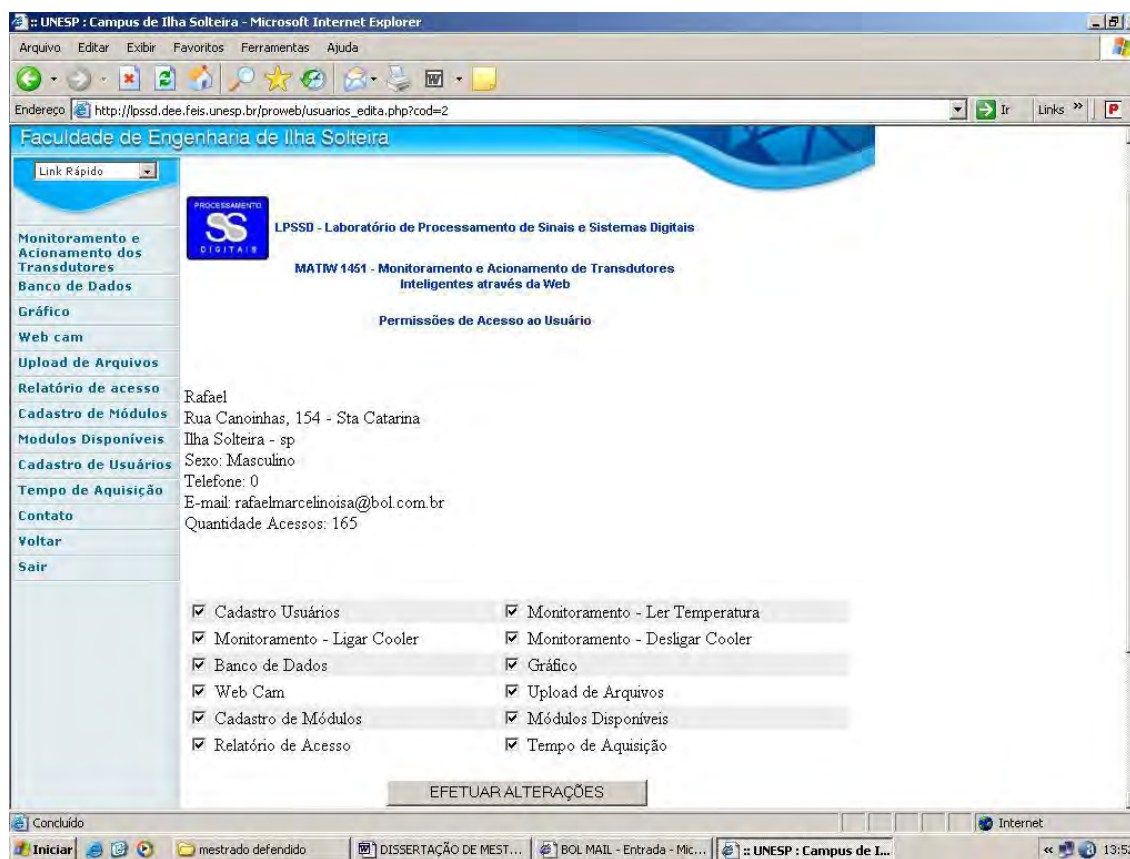 :: UNESP : Campus de Ilha Solteira - Microsoft Internet Explorer
Arquivo Editar Exibir Favoritos Ferramentas Ajuda
Endereço http://lpssd.dee.feis.unesp.br/proweb/usuarios_edita.php?cod=2 Ir Links »
Faculdade de Engenharia de Ilha Solteira
Link Rápido
PROCESSAMENTO
SS
DIGITAIS
LPSSD - Laboratório de Processamento de Sinais e Sistemas Digitais
MATIW 1451 - Monitoramento e Acionamento de Transdutores
Inteligentes através da Web
Permissões de Acesso ao Usuário
Monitoramento e
Acionamento dos
Transdutores
Banco de Dados
Gráfico
Web cam
Upload de Arquivos
Relatório de acesso
Cadastro de Módulos
Modulos Disponíveis
Cadastro de Usuários
Tempo de Aquisição
Contato
Voltar
Sair
Rafael
Rua Canoinhas, 154 - Sta Catarina
Ilha Solteira - sp
Sexo: Masculino
Telefone: 0
E-mail: rafaelmarcelinoisa@bol.com.br
Quantidade Acessos: 165
Cadastro Usuários Monitoramento - Ler Temperatura
Monitoramento - Ligar Cooler Monitoramento - Desligar Cooler
Banco de Dados Gráfico
Web Cam Upload de Arquivos
Cadastro de Módulos Módulos Disponíveis
Relatório de Acesso Tempo de Aquisição
EFETUAR ALTERAÇÕES
Concluído Internet
Iniciar mestrado defendido DISSERTAÇÃO DE MEST... BOL MAIL - Entrada - Mic... :: UNESP : Campus de I... « 13:52